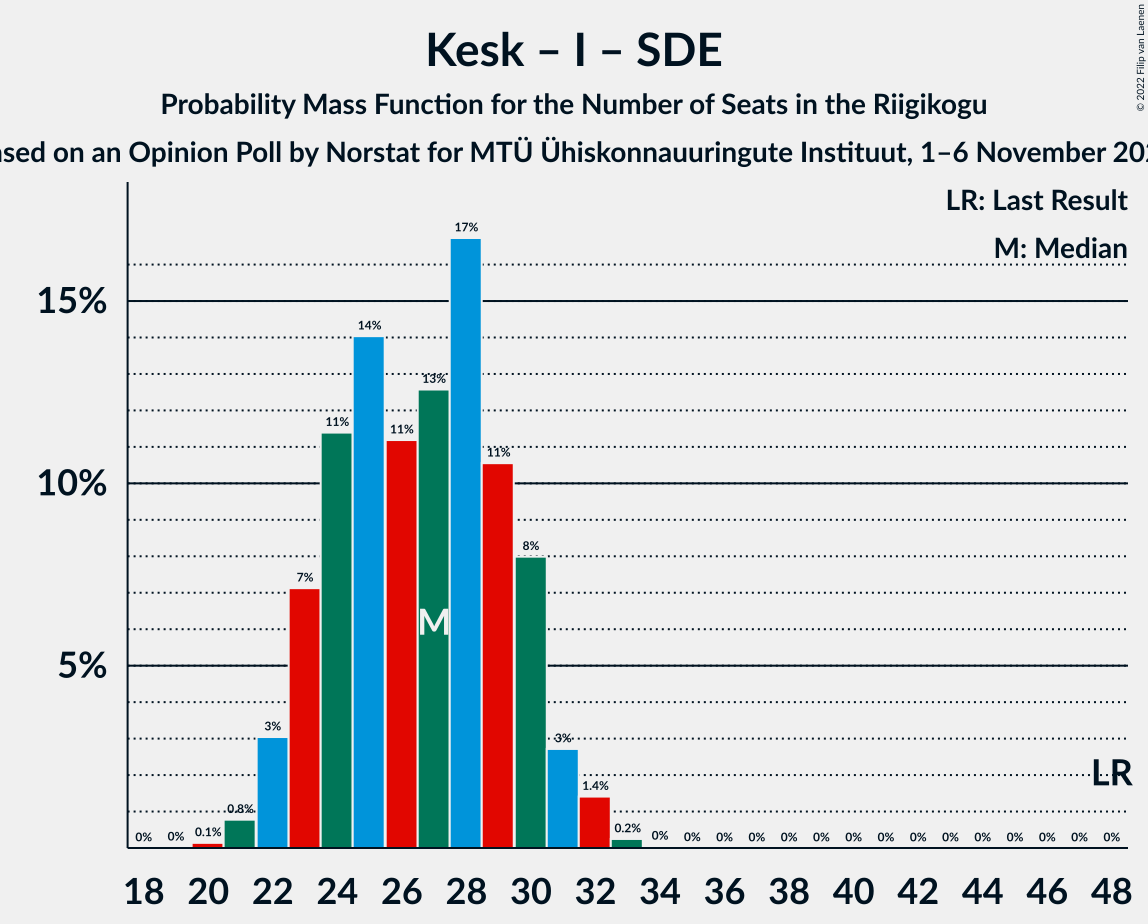 Kesk – I – SDE
Probability Mass Function for the Number of Seats in the Riigikogu
on an Opinion Poll by Norstat for MTÜ Ühiskonnauuringute Instituut, 1–6 November
© 2022 Filip van Laenen
LR: Last Result
M: Median
15%
10%
5%
0% 0% 0.1% 0.8% 3% 7% 11% 14% 11% 13% 17% 11% 8% 3% 1.4% 0.2% 0% 0% 0% 0% 0% 0% 0% 0% 0% 0% 0% 0% 0% 0% 0%
M
LR
18 20 22 24 26 28 30 32 34 36 38 40 42 44 46 48